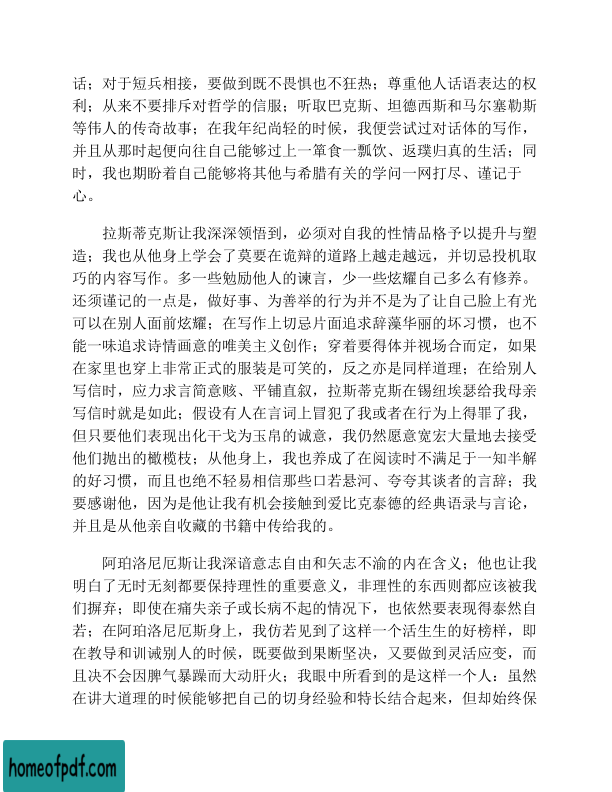 话；对于短兵相接，要做到既不畏惧也不狂热；尊重他人话语表达的权
利；从来不要排斥对哲学的信服；听取巴克斯、坦德西斯和马尔塞勒斯
等伟人的传奇故事；在我年纪尚轻的时候，我便尝试过对话体的写作，
并且从那时起便向往自己能够过上一箪食一瓢饮、返璞归真的生活；同
时，我也期盼着自己能够将其他与希腊有关的学问一网打尽、谨记于
心。
拉斯蒂克斯让我深深领悟到，必须对自我的性情品格予以提升与塑
造；我也从他身上学会了莫要在诡辩的道路上越走越远，并切忌投机取
巧的内容写作。多一些勉励他人的谏言，少一些炫耀自己多么有修养。
还须谨记的一点是，做好事、为善举的行为并不是为了让自己脸上有光
可以在别人面前炫耀；在写作上切忌片面追求辞藻华丽的坏习惯，也不
能一味追求诗情画意的唯美主义创作；穿着要得体并视场合而定，如果
在家里也穿上非常正式的服装是可笑的，反之亦是同样道理；在给别人
写信时，应力求言简意赅、平铺直叙，拉斯蒂克斯在锡纽埃瑟给我母亲
写信时就是如此；假设有人在言词上冒犯了我或者在行为上得罪了我，
但只要他们表现出化干戈为玉帛的诚意，我仍然愿意宽宏大量地去接受
他们抛出的橄榄枝；从他身上，我也养成了在阅读时不满足于一知半解
的好习惯，而且也绝不轻易相信那些口若悬河、夸夸其谈者的言辞；我
要感谢他，因为是他让我有机会接触到爱比克泰德的经典语录与言论，
并且是从他亲自收藏的书籍中传给我的。
阿珀洛尼厄斯让我深谙意志自由和矢志不渝的内在含义；他也让我
明白了无时无刻都要保持理性的重要意义，非理性的东西则都应该被我
们摒弃；即使在痛失亲子或长病不起的情况下，也依然要表现得泰然自
若；在阿珀洛尼厄斯身上，我仿若见到了这样一个活生生的好榜样，即
在教导和训诫别人的时候，既要做到果断坚决，又要做到灵活应变，而
且决不会因脾气暴躁而大动肝火；我眼中所看到的是这样一个人：虽然
在讲大道理的时候能够把自己的切身经验和特长结合起来，但却始终保
homeofpdf.com